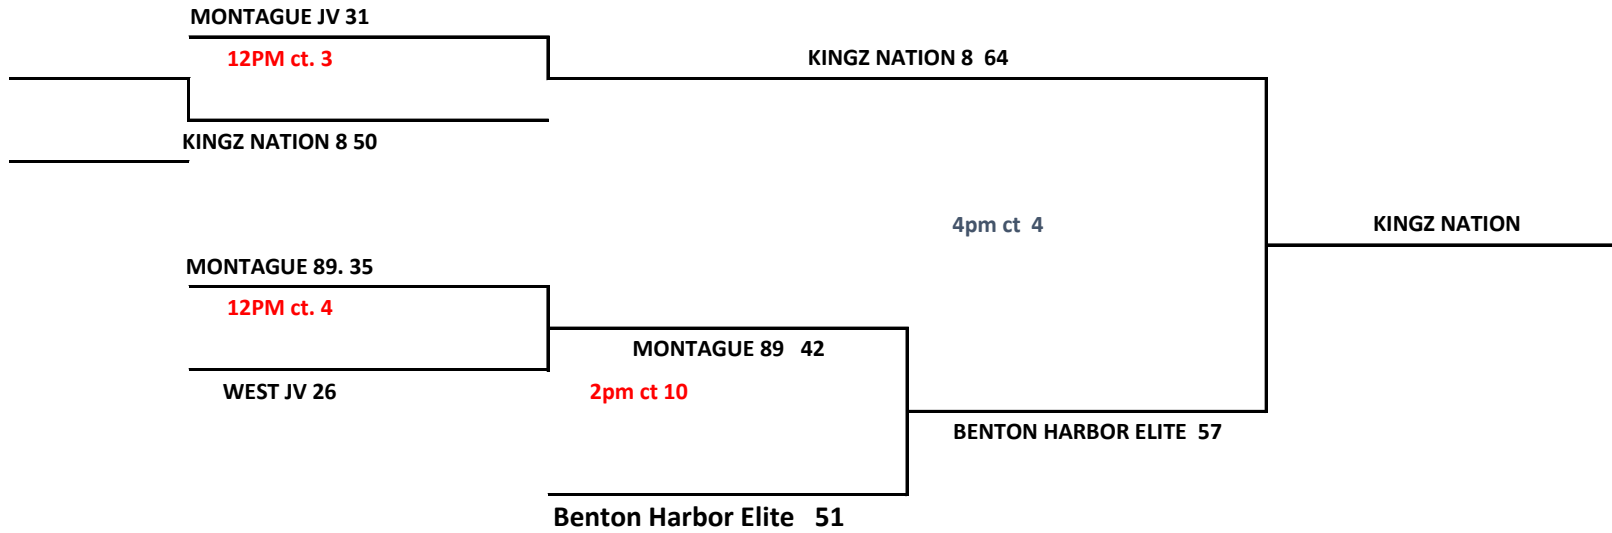 MONTAGUE JV 31
12PM ct. 3
KINGZ NATION 8  64
KINGZ NATION 8 50
4pm ct  4
KINGZ NATION
MONTAGUE 89. 35
12PM ct. 4
MONTAGUE 89   42
WEST JV 26
2pm ct 10
BENTON HARBOR ELITE  57
Benton Harbor Elite   51